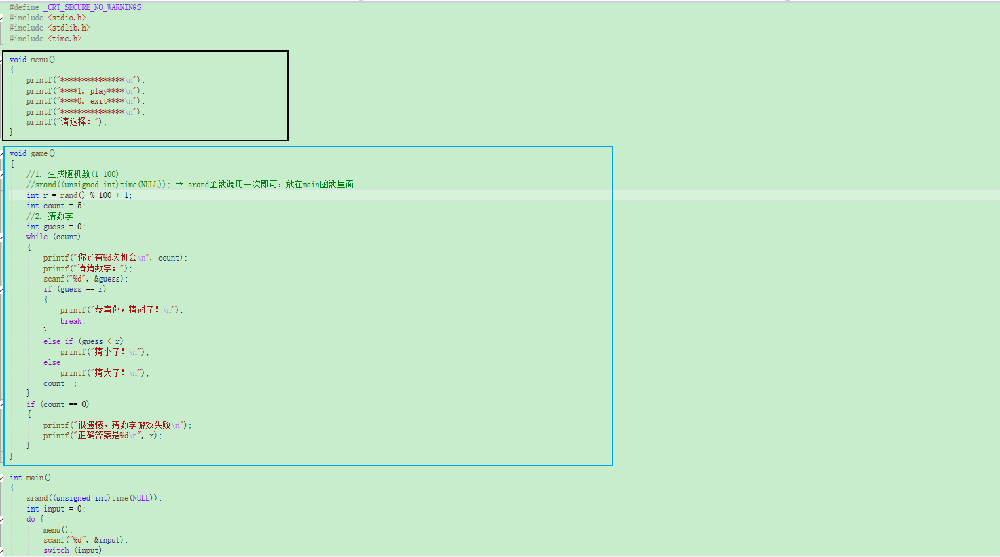 #define _CRT_SECURE_NO_WARNINGS
#include <stdio.h>
#include <stdlib.h>
#include <time.h>
void menu()
{
printf("***************\n");
printf("****1. play****\n");
printf("****0. exit****\n");
printf("***************\n");
printf("请选择：");
}
void game()
{
//1. 生成随机数(1-100)
//srand((unsigned int)time(NULL)); → srand函数调用一次即可，放在main函数里面
int r = rand() % 100 + 1;
int count = 5;
//2. 猜数字
int guess = 0;
while (count)
{
printf("你还有%d次机会\n", count);
printf("请猜数字：");
scanf("%d", &guess);
if (guess == r)
{
printf("恭喜你，猜对了！\n");
break;
}
else if (guess < r)
printf("猜小了！\n");
else
printf("猜大了！\n");
count--;
}
if (count == 0)
{
printf("很遗憾，猜数字游戏失败\n");
printf("正确答案是%d\n", r);
}
}
int main()
{
srand((unsigned int)time(NULL));
int input = 0;
do {
menu();
scanf("%d", &input);
switch (input)